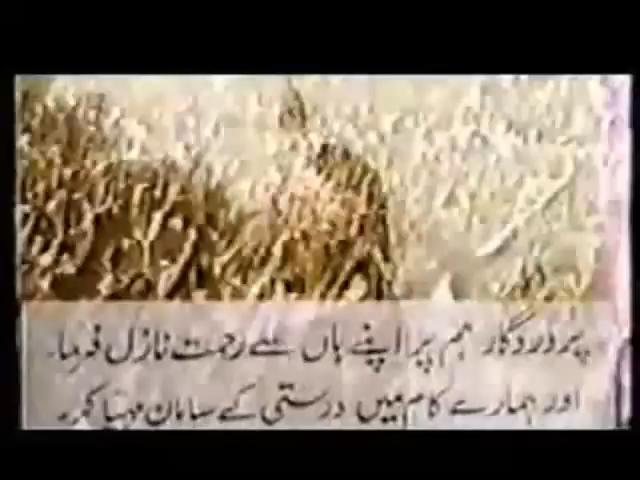 پروردگار ہم پر اپنے ہاں سے رحمت نازل فرما۔
اور ہمارے کام میں درستی کے سامان مہیا کر۔